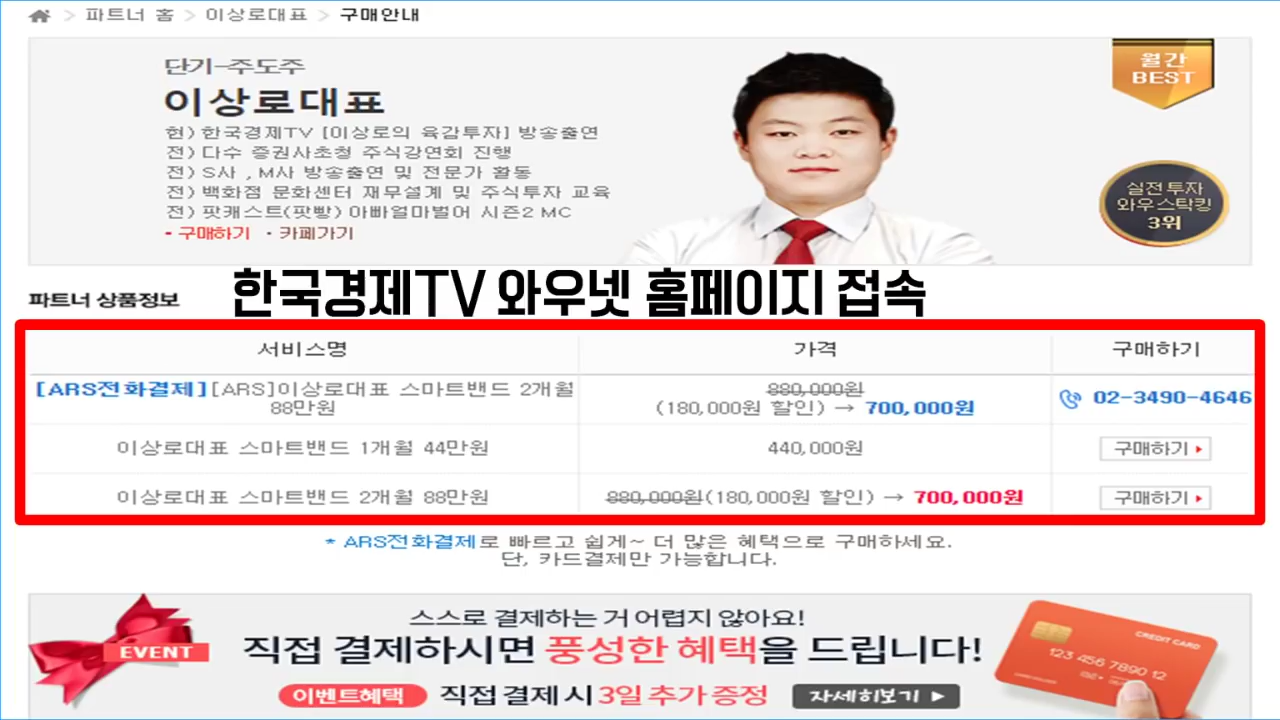 파트너 홈 > 이상로대표 > 구매안내
단기-주도주
이상로대표
현) 한국경제TV [이상로의 육감투자] 방송출연
전) 다수 증권사초청 주식강연회 진행
전) S사 , M사 방송출연 및 전문가 활동
전) 백화점 문화센터 재무설계 및 주식투자 교육
전) 팟캐스트(팟빵) 아빠얼마벌어 시즌2 MC
구매하기 · 카페가기
월간
BEST
실전투자
와우스탁킹
3위
파트너 상품정보
한국경제TV 와우넷 홈페이지 접속
서비스명 가격 구매하기
[ARS전화결제][ARS]이상로대표 스마트밴드 2개월
88만원
880,000원
(180,000원 할인) → 700,000원
02-3490-4646
이상로대표 스마트밴드 1개월 44만원 440,000원 구매하기
이상로대표 스마트밴드 2개월 88만원 880,000원(180,000원 할인) → 700,000원 구매하기
* ARS전화결제로 빠르고 쉽게~ 더 많은 혜택으로 구매하세요.
단, 카드결제만 가능합니다.
EVENT
스스로 결제하는 거 어렵지 않아요!
직접 결제하시면 풍성한 혜택을 드립니다!
이벤트혜택 직접 결제 시 3일 추가 증정 자세히보기 ▶
CREDIT CARD
123 456 7890 12